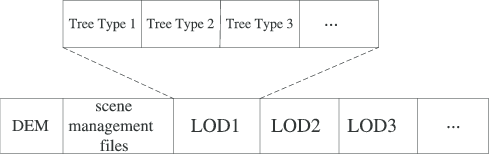 Tree Type 1 Tree Type 2 Tree Type 3 ...
DEM scene management files LOD1 LOD2 LOD3 ...